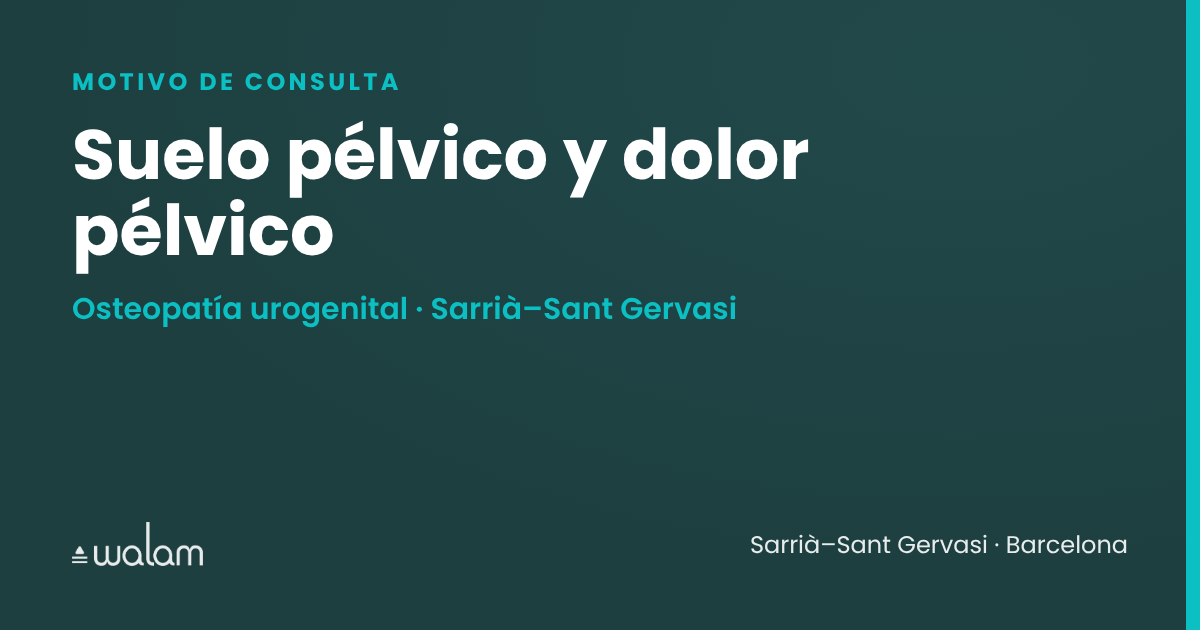 MOTIVO DE CONSULTA
Suelo pélvico y dolor
pélvico
Osteopatía urogenital · Sarrià–Sant Gervasi
walam
Sarrià–Sant Gervasi · Barcelona